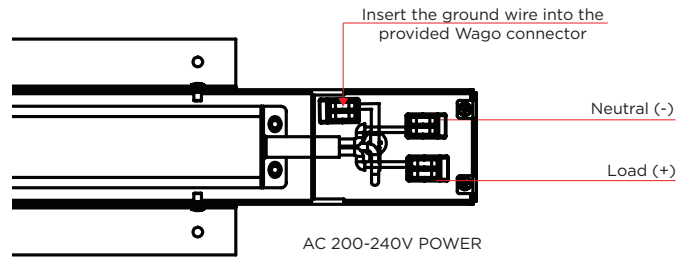 Insert the ground wire into the
provided Wago connector
Neutral (-)
Load (+)
AC 200-240V POWER